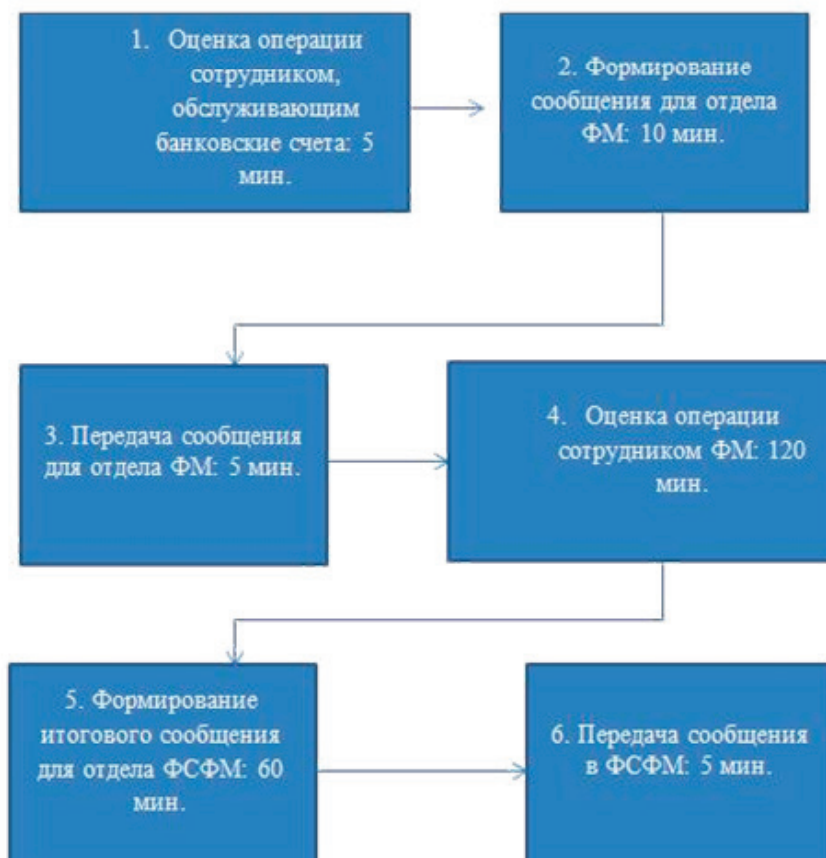 1. Оценка операции
сотрудником,
обслуживающим
банковские счета: 5
мин.
2. Формирование
сообщения для отдела
ФМ: 10 мин.
3. Передача сообщения
для отдела ФМ: 5 мин.
4. Оценка операции
сотрудником ФМ: 120
мин.
5. Формирование
итогового сообщения
для отдела ФСФМ: 60
мин.
6. Передача сообщения
в ФСФМ: 5 мин.